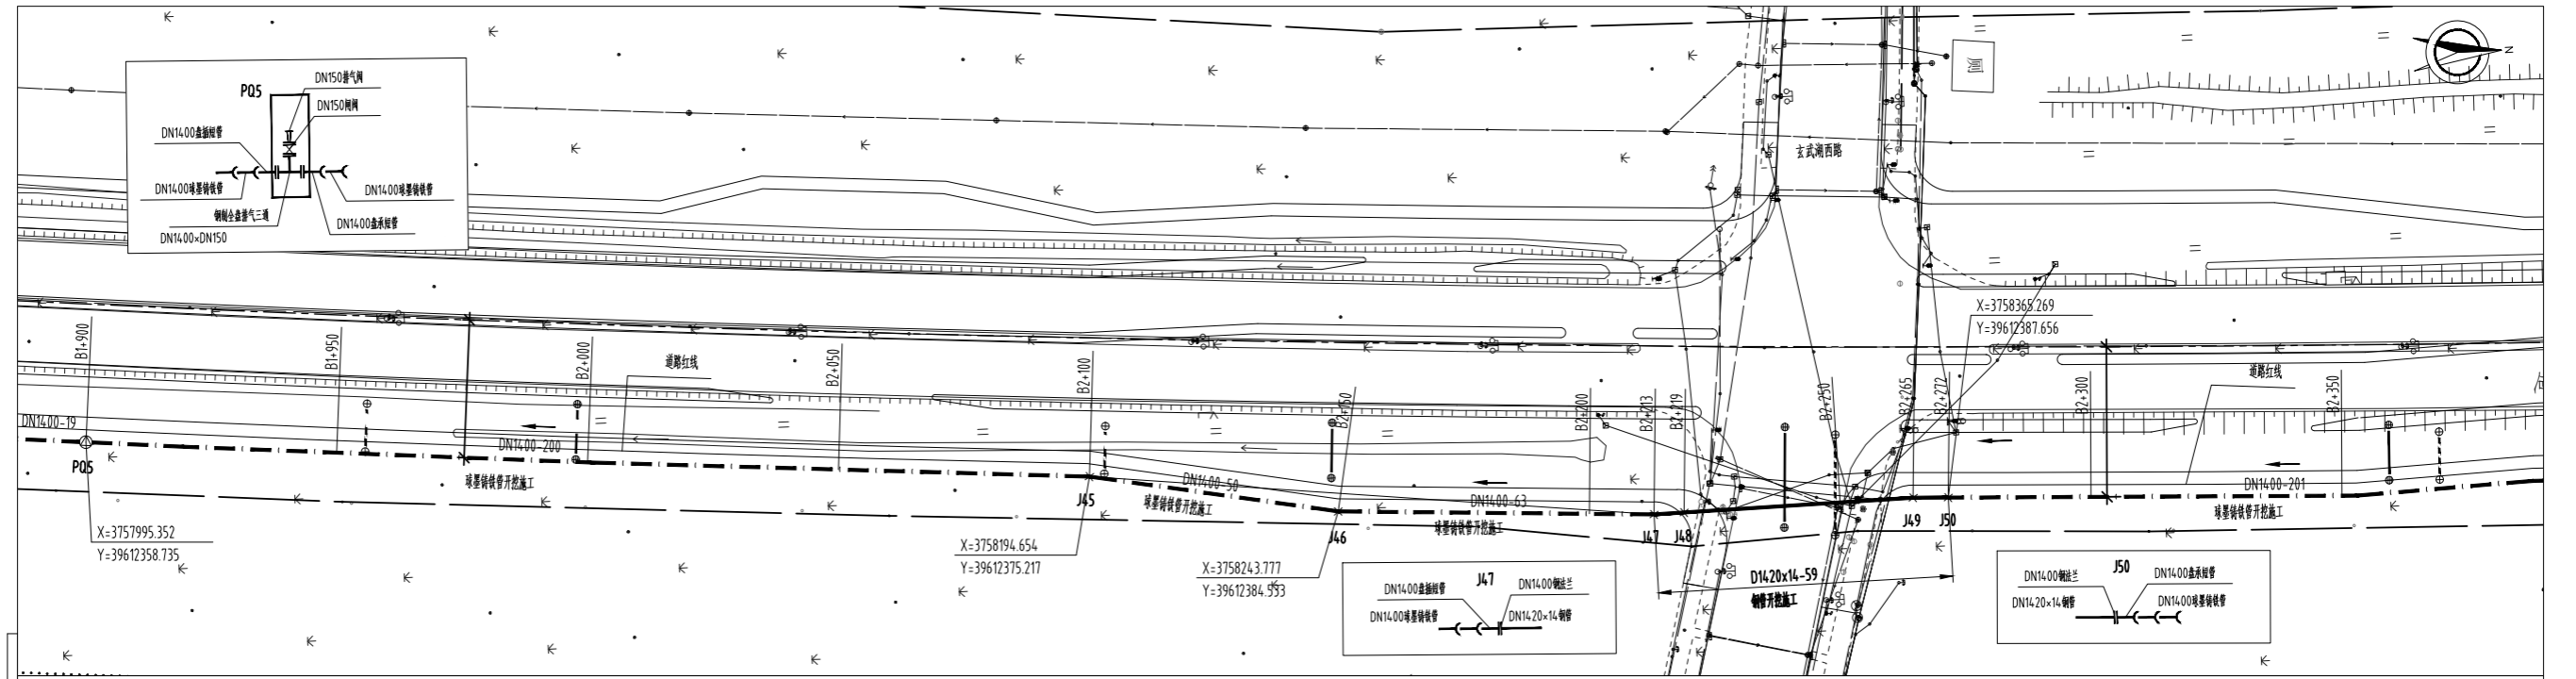 PQ5
DN150排气阀
DN150闸阀
DN1400盘插短管
DN1400球墨铸铁管
DN1400球墨铸铁管
钢制全盘排气三通
DN1400盘承短管
DN1400×DN150
厕
N
玄武湖西路
X=3758365.269
Y=39612387.656
B1+900
B1+950
B2+000
B2+050
B2+100
B2+150
B2+200
B2+213
B2+219
B2+250
B2+265
B2+272
B2+300
B2+350
道路红线
道路红线
DN1400-19
DN1400-200
DN1400-50
DN1400-63
DN1400-201
PQ5
球墨铸铁管开挖施工
J45
球墨铸铁管开挖施工
J46
球墨铸铁管开挖施工
J47
J48
J49
J50
球墨铸铁管开挖施工
X=3757995.352
Y=39612358.735
X=3758194.654
Y=39612375.217
X=3758243.777
Y=39612384.533
D1420x14-59
钢管开挖施工
J47
DN1400盘插短管
DN1400钢法兰
DN1400球墨铸铁管
DN1420×14钢管
J50
DN1400钢法兰
DN1400盘承短管
DN1420×14钢管
DN1400球墨铸铁管